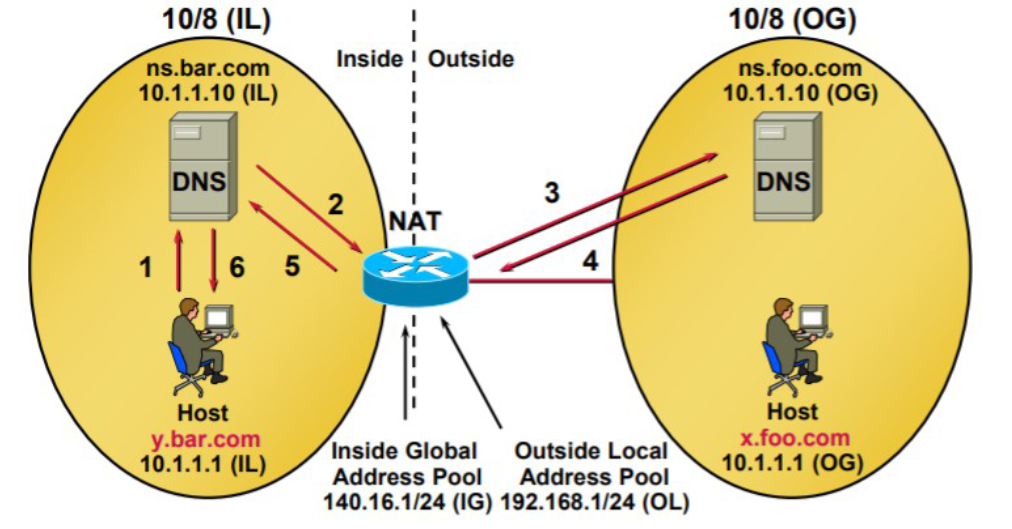 10/8 (IL)
10/8 (OG)
Inside
Outside
ns.bar.com
10.1.1.10 (IL)
ns.foo.com
10.1.1.10 (OG)
DNS
DNS
2
3
NAT
1
6
5
4
Host
y.bar.com
10.1.1.1 (IL)
Host
x.foo.com
10.1.1.1 (OG)
Inside Global
Address Pool
140.16.1/24 (IG)
Outside Local
Address Pool
192.168.1/24 (OL)